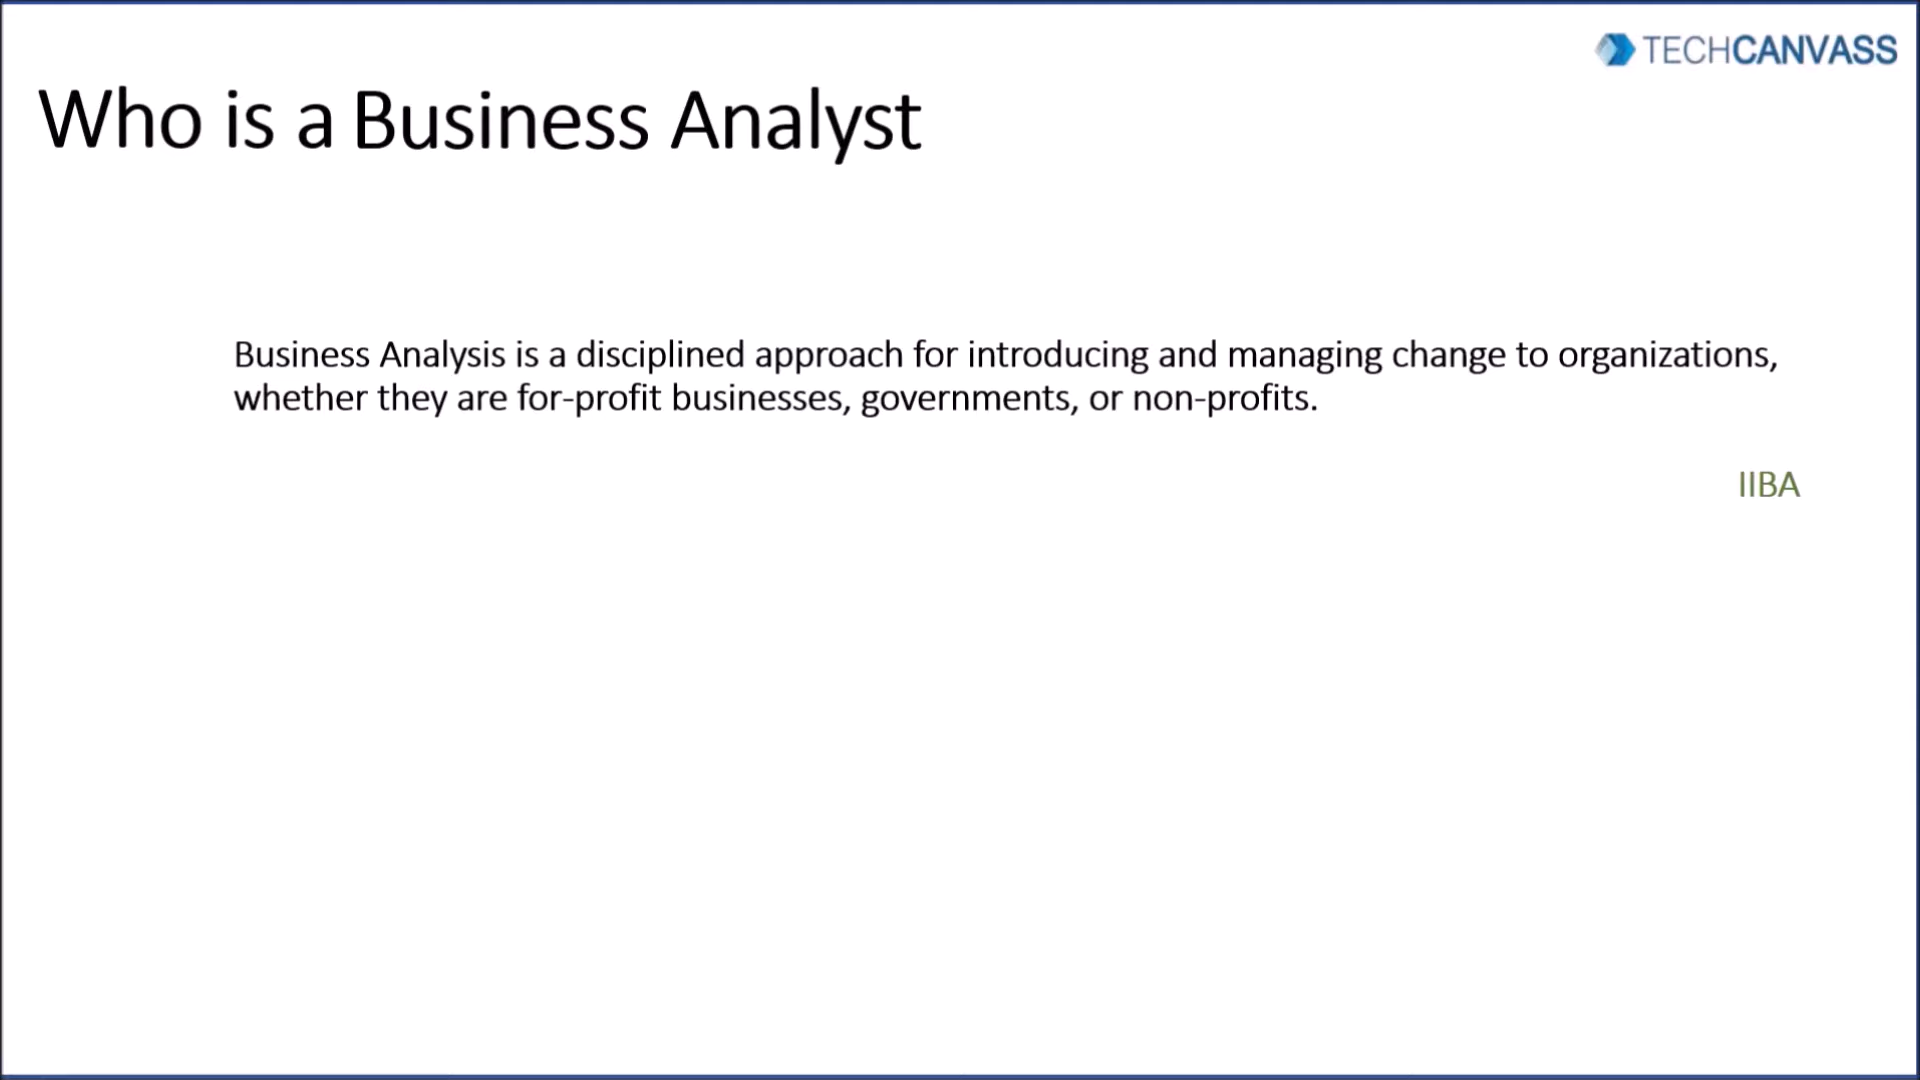 TECHCANVASS
Who is a Business Analyst
Business Analysis is a disciplined approach for introducing and managing change to organizations,
whether they are for-profit businesses, governments, or non-profits.
IIBA